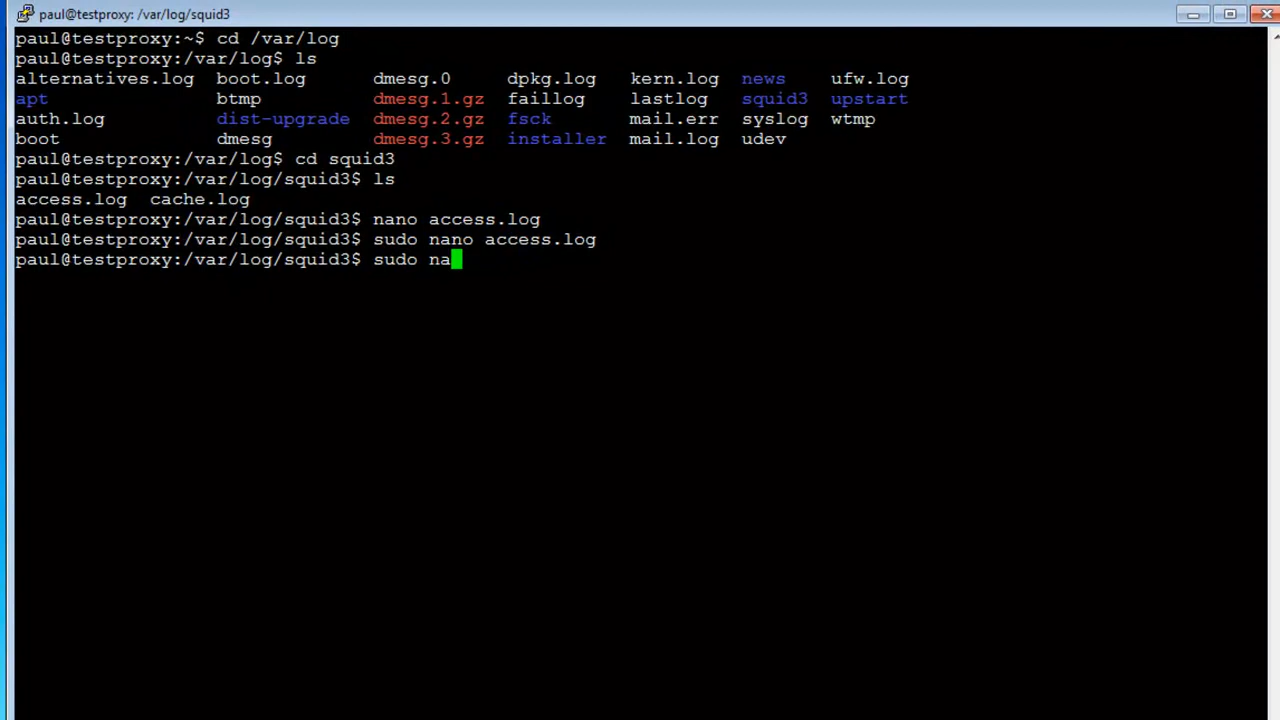 paul@testproxy: /var/log/squid3
paul@testproxy:~$ cd /var/log
paul@testproxy:/var/log$ ls
alternatives.log  boot.log      dmesg.0     dpkg.log   kern.log  news    ufw.log
apt               btmp          dmesg.1.gz  faillog    lastlog   squid3  upstart
auth.log          dist-upgrade  dmesg.2.gz  fsck       mail.err  syslog  wtmp
boot              dmesg         dmesg.3.gz  installer  mail.log  udev
paul@testproxy:/var/log$ cd squid3
paul@testproxy:/var/log/squid3$ ls
access.log  cache.log
paul@testproxy:/var/log/squid3$ nano access.log
paul@testproxy:/var/log/squid3$ sudo nano access.log
paul@testproxy:/var/log/squid3$ sudo na